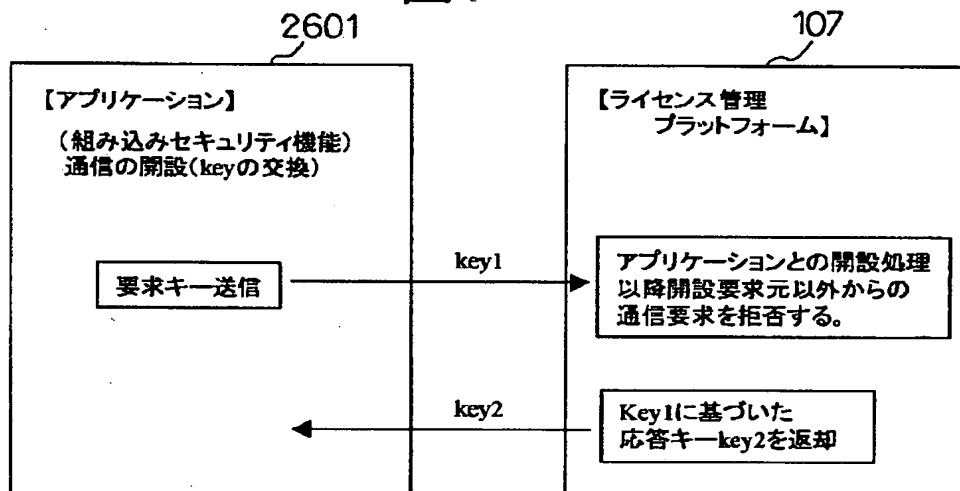 2601
107
【アプリケーション】
(組み込みセキュリティ機能)
通信の開設(keyの交換)
【ライセンス管理
プラットフォーム】
要求キー送信
key1
アプリケーションとの開設処理
以降開設要求元以外からの
通信要求を拒否する。
key2
Key1に基づいた
応答キーkey2を返却